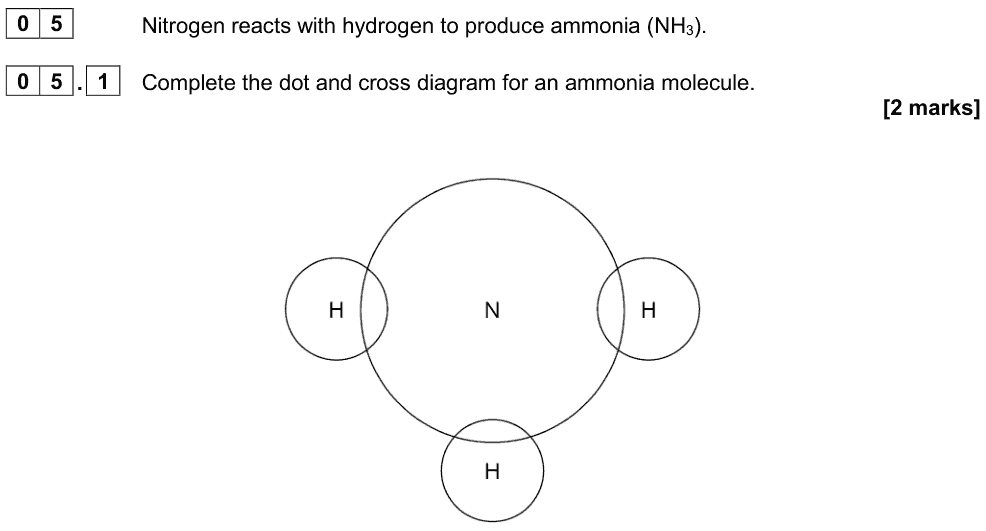 0 5 Nitrogen reacts with hydrogen to produce ammonia (NH₃).
0 5 . 1 Complete the dot and cross diagram for an ammonia molecule.
[2 marks]
H N H
H